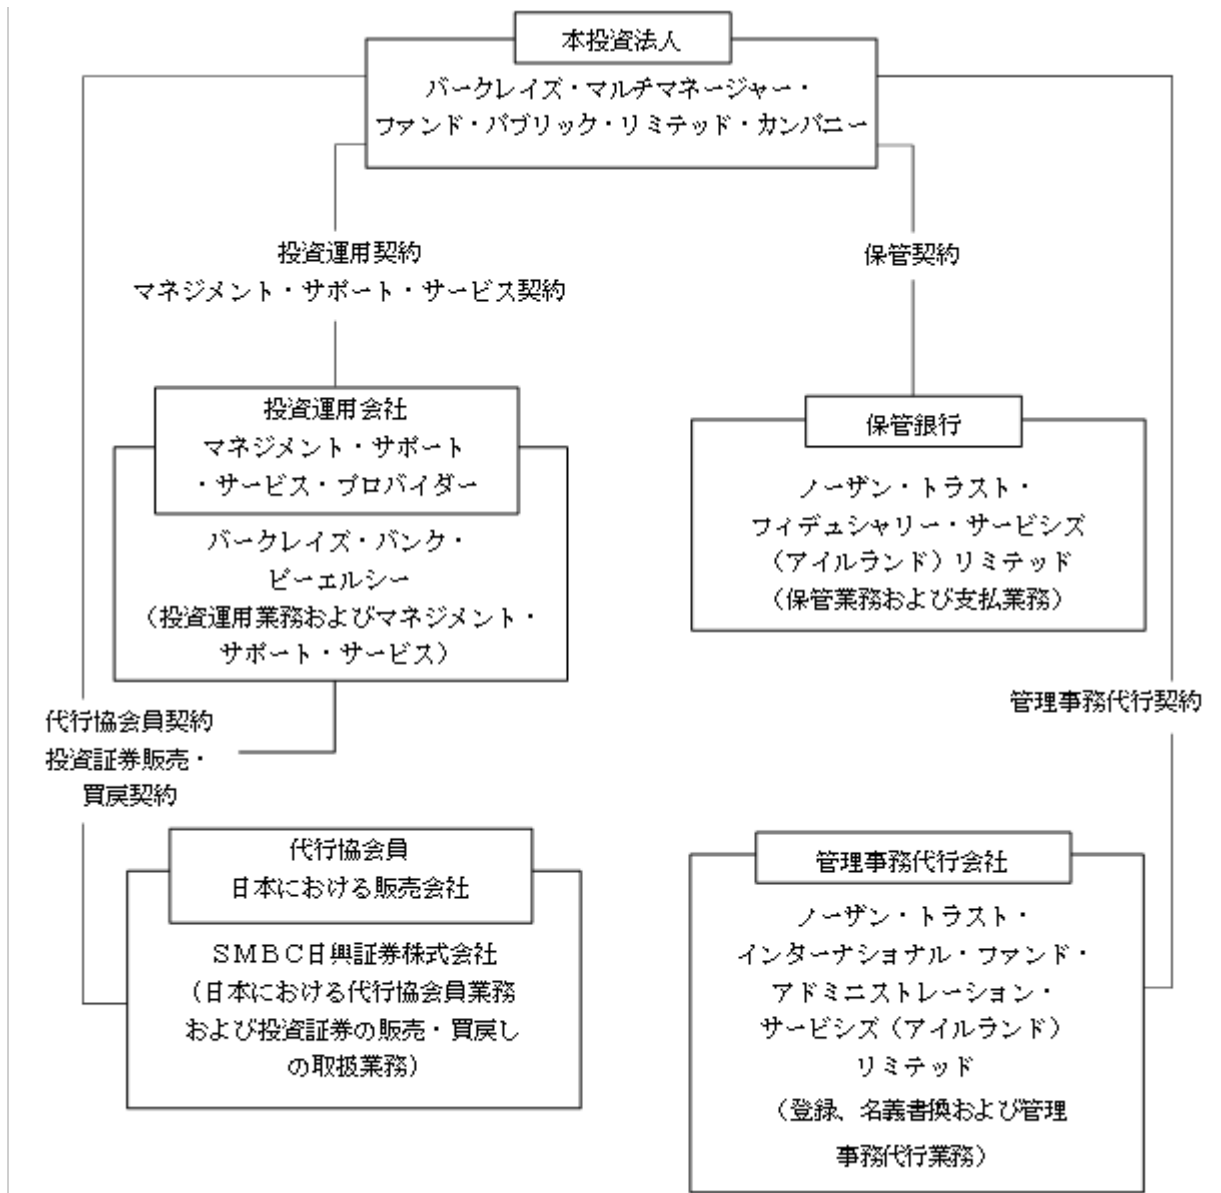 本投資法人
バークレイズ・マルチマネージャー・
ファンド・パブリック・リミテッド・カンパニー
投資運用契約
マネジメント・サポート・サービス契約
保管契約
投資運用会社
マネジメント・サポート
・サービス・プロバイダー
バークレイズ・バンク・
ピーエルシー
（投資運用業務およびマネジメント・
サポート・サービス）
保管銀行
ノーザン・トラスト・
フィデュシャリー・サービシズ
（アイルランド）リミテッド
（保管業務および支払業務）
代行協会員契約
投資証券販売・
買戻契約
管理事務代行契約
代行協会員
日本における販売会社
ＳＭＢＣ日興証券株式会社
（日本における代行協会員業務
および投資証券の販売・買戻し
の取扱業務）
管理事務代行会社
ノーザン・トラスト・
インターナショナル・ファンド・
アドミニストレーション・
サービシズ（アイルランド）
リミテッド
（登録、名義書換および管理
事務代行業務）